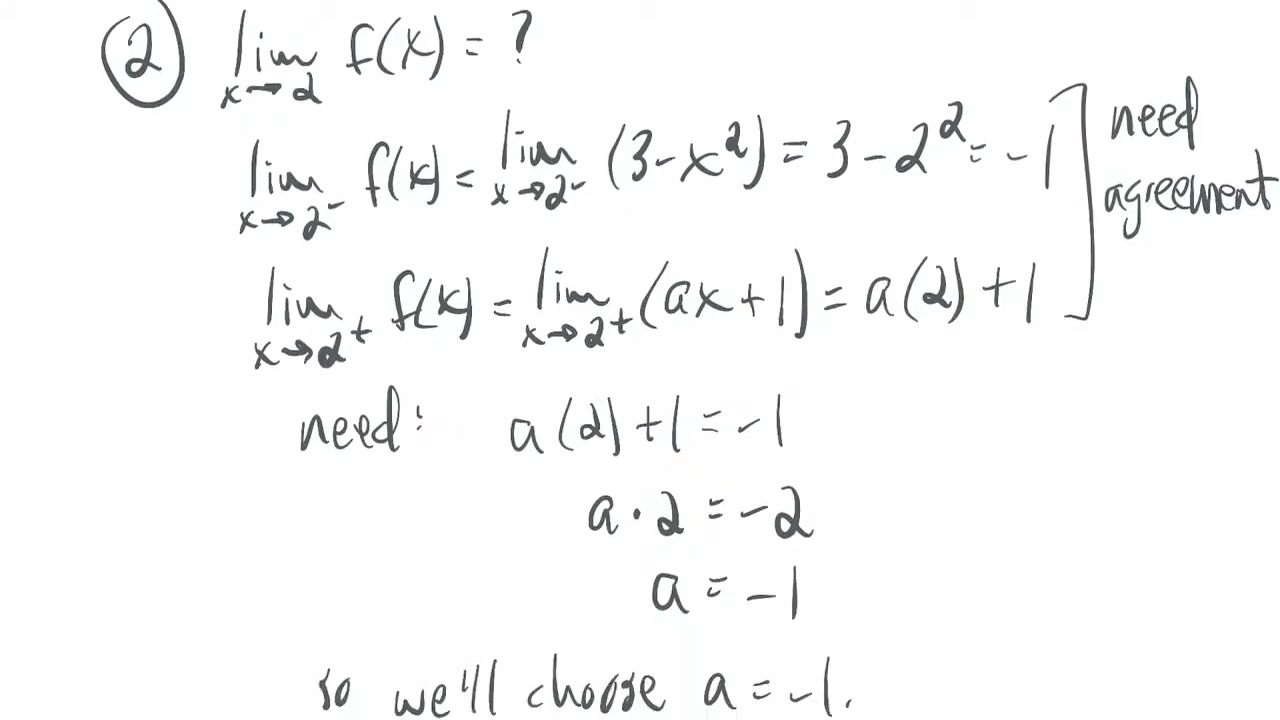 ② lim x→2 f(x) = ?
lim x→2⁻ f(x) = lim x→2⁻ (3-x²) = 3-2² = -1 ] need agreement
lim x→2⁺ f(x) = lim x→2⁺ (ax+1) = a(2)+1
need: a(2)+1 = -1
a·2 = -2
a = -1
so we'll choose a = -1.